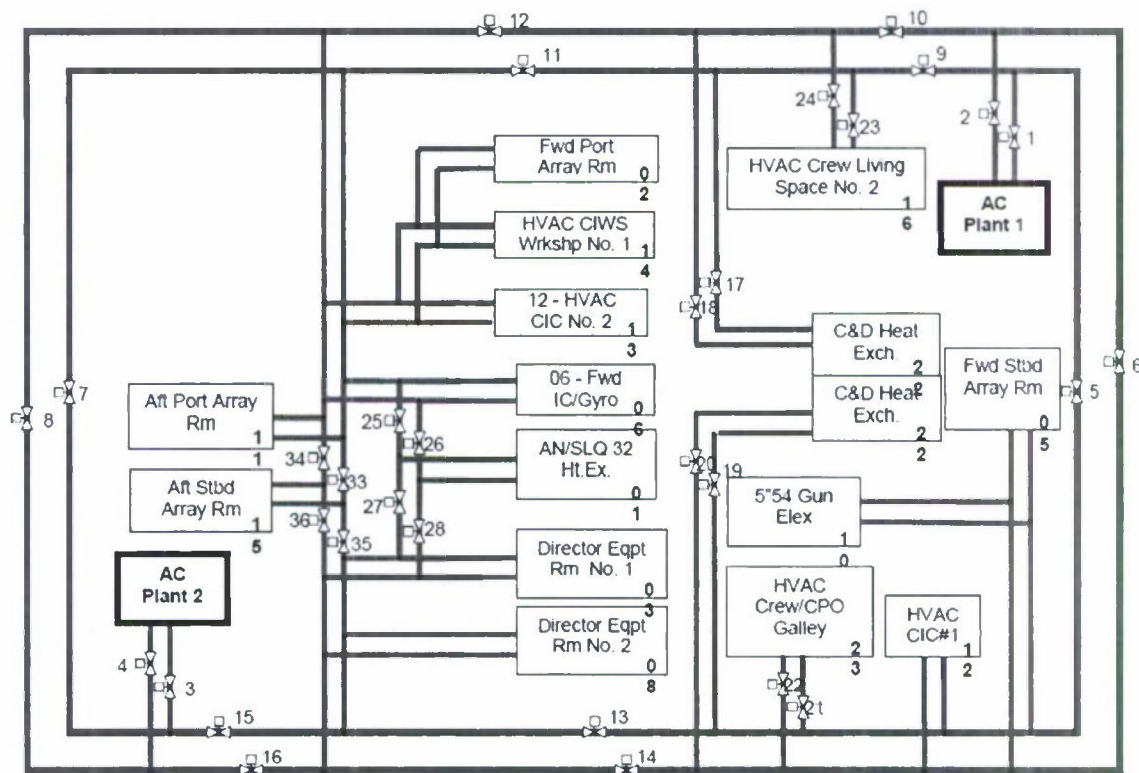 12
10
11
9
24
2
23
1
Fwd Port
Array Rm
0
2
HVAC Crew Living
Space No. 2
1
6
AC
Plant 1
HVAC CIWS
Wrkshp No. 1
1
4
17
18
12 - HVAC
CIC No. 2
1
3
C&D Heat
Exch.
2
2
Fwd Stbd
Array Rm
0
5
6
5
7
8
06 - Fwd
IC/Gyro
0
6
C&D Heat
Exch.
2
2
Aft Port Array
Rm
1
1
25
26
34
33
AN/SLQ 32
Ht.Ex.
0
1
20
19
Aft Stbd
Array Rm
1
5
36
35
27
28
5"54 Gun
Elex
1
0
AC
Plant 2
Director Eqpt
Rm No. 1
0
3
HVAC
Crew/CPO
Galley
2
3
HVAC
CIC#1
1
2
4
3
Director Eqpt
Rm No. 2
0
8
22
21
15
13
16
14